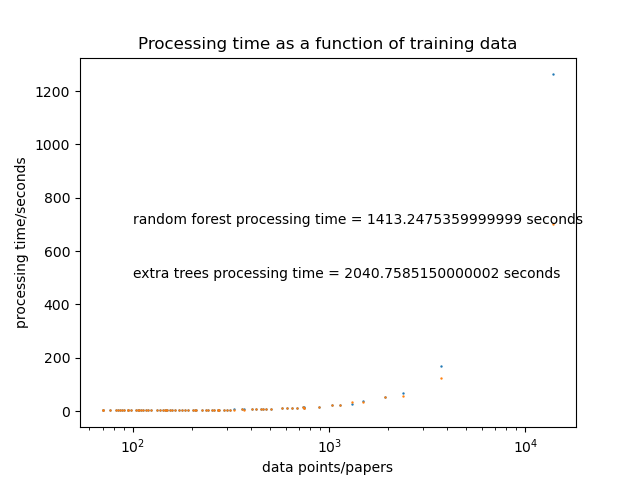 Processing time as a function of training data
1200
1000
800
random forest processing time = 1413.2475359999999 seconds
600
extra trees processing time = 2040.7585150000002 seconds
400
200
0
processing time/seconds
10² 10³ 10⁴
data points/papers